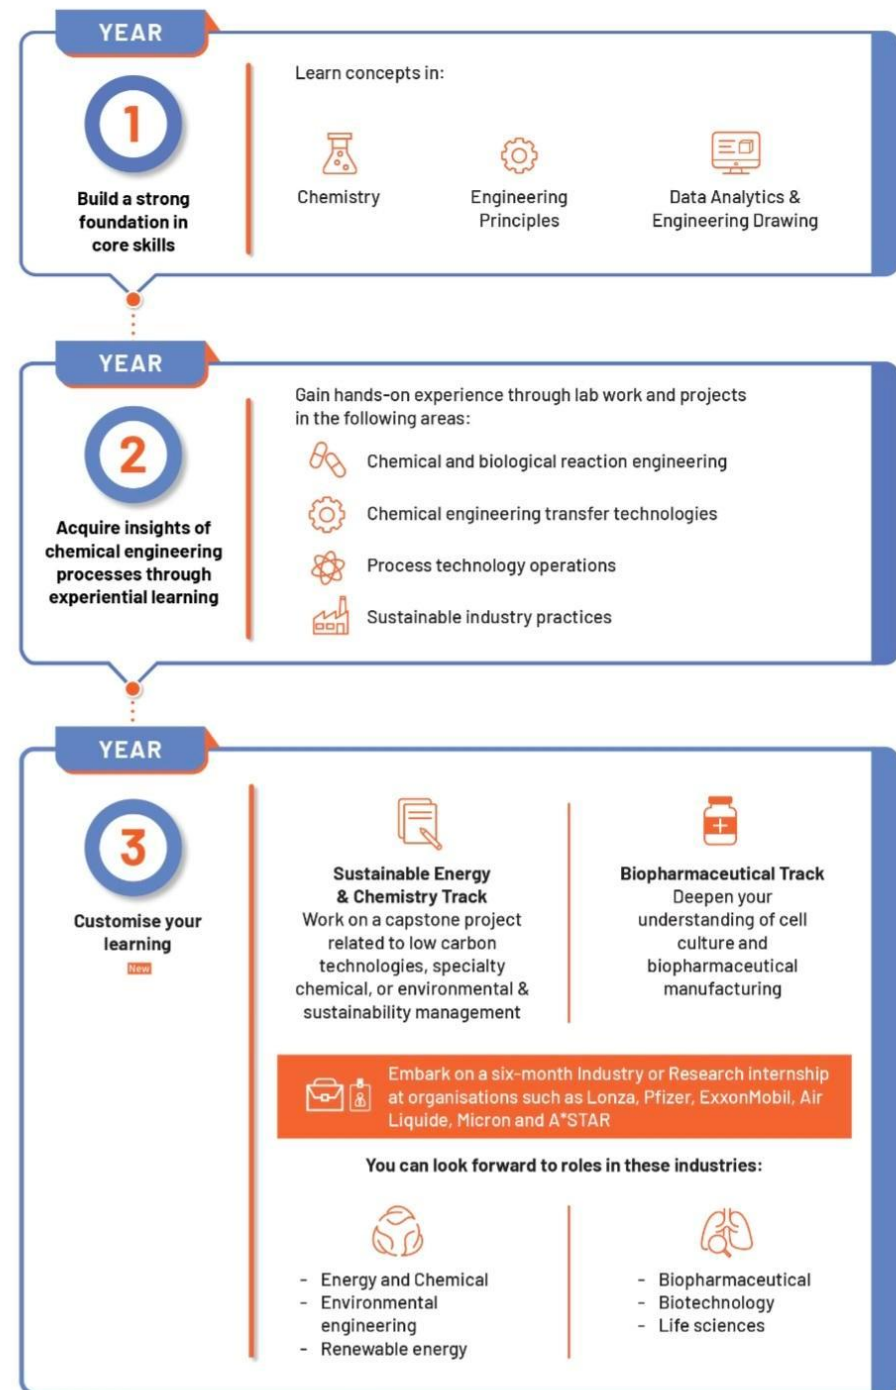 YEAR
1
Build a strong
foundation in
core skills
Learn concepts in:
Chemistry
Engineering
Principles
Data Analytics &
Engineering Drawing
YEAR
2
Acquire insights of
chemical engineering
processes through
experiential learning
Gain hands-on experience through lab work and projects
in the following areas:
Chemical and biological reaction engineering
Chemical engineering transfer technologies
Process technology operations
Sustainable industry practices
YEAR
3
Customise your
learning
New
Sustainable Energy
& Chemistry Track
Work on a capstone project
related to low carbon
technologies, specialty
chemical, or environmental &
sustainability management
Biopharmaceutical Track
Deepen your
understanding of cell
culture and
biopharmaceutical
manufacturing
Embark on a six-month Industry or Research internship
at organisations such as Lonza, Pfizer, ExxonMobil, Air
Liquide, Micron and A*STAR
You can look forward to roles in these industries:
- Energy and Chemical
- Environmental
engineering
- Renewable energy
- Biopharmaceutical
- Biotechnology
- Life sciences